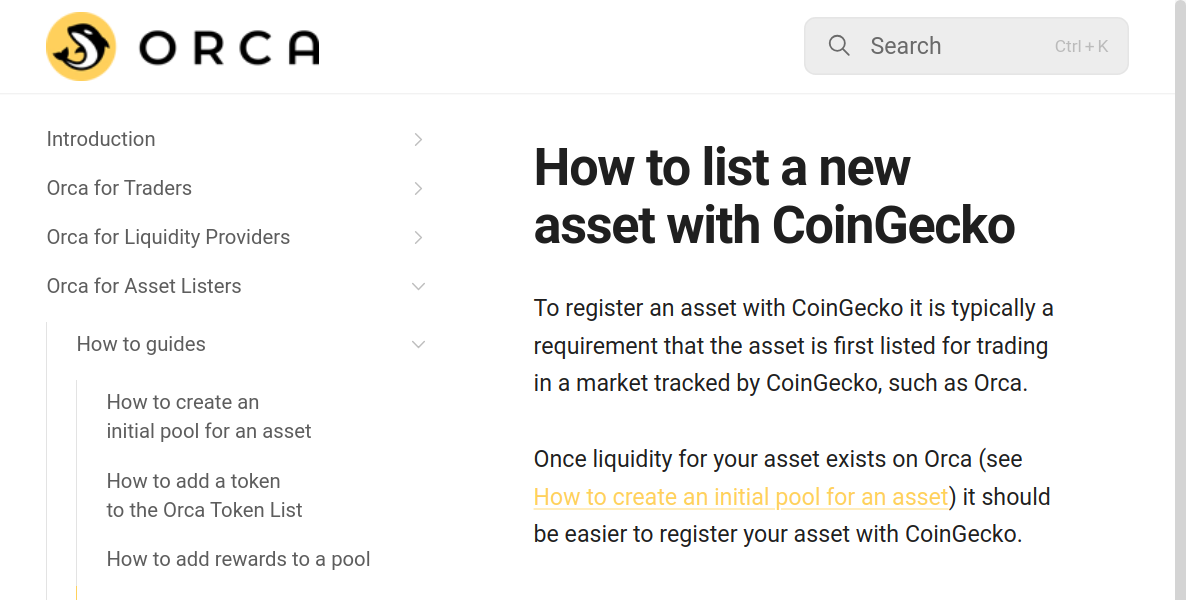 ORCA
Search
Ctrl + K
Introduction
Orca for Traders
Orca for Liquidity Providers
Orca for Asset Listers
How to guides
How to create an
initial pool for an asset
How to add a token
to the Orca Token List
How to add rewards to a pool
How to list a new
asset with CoinGecko
To register an asset with CoinGecko it is typically a
requirement that the asset is first listed for trading
in a market tracked by CoinGecko, such as Orca.
Once liquidity for your asset exists on Orca (see
How to create an initial pool for an asset) it should
be easier to register your asset with CoinGecko.